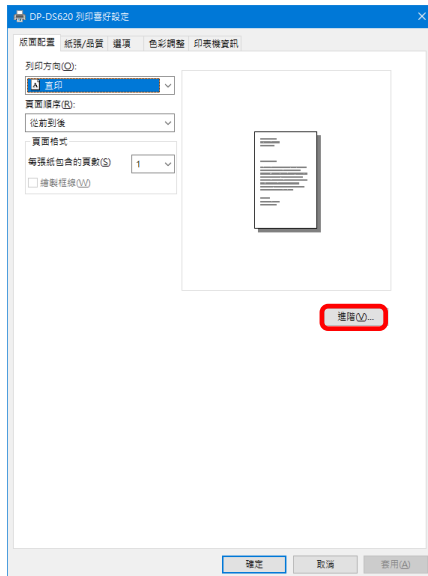 DP-DS620 列印喜好設定
版面配置 紙張/品質 選項 色彩調整 印表機資訊
列印方向(O):
A 直印
頁面順序(R):
從前到後
頁面格式
每張紙包含的頁數(S) 1
繪製框線(W)
進階(V)...
確定 取消 套用(A)